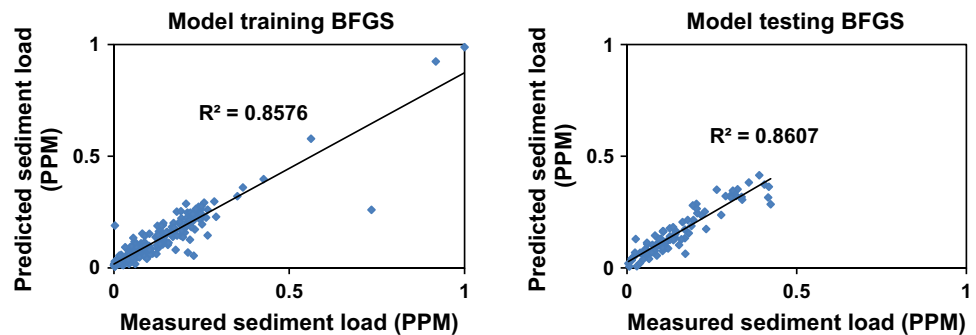 Model training BFGS
Predicted sediment load
(PPM)
1
0.5
0
R² = 0.8576
0
0.5
1
Measured sediment load (PPM)
Model testing BFGS
Predicted sediment load
(PPM)
1
0.5
0
R² = 0.8607
0
0.5
1
Measured sediment load (PPM)